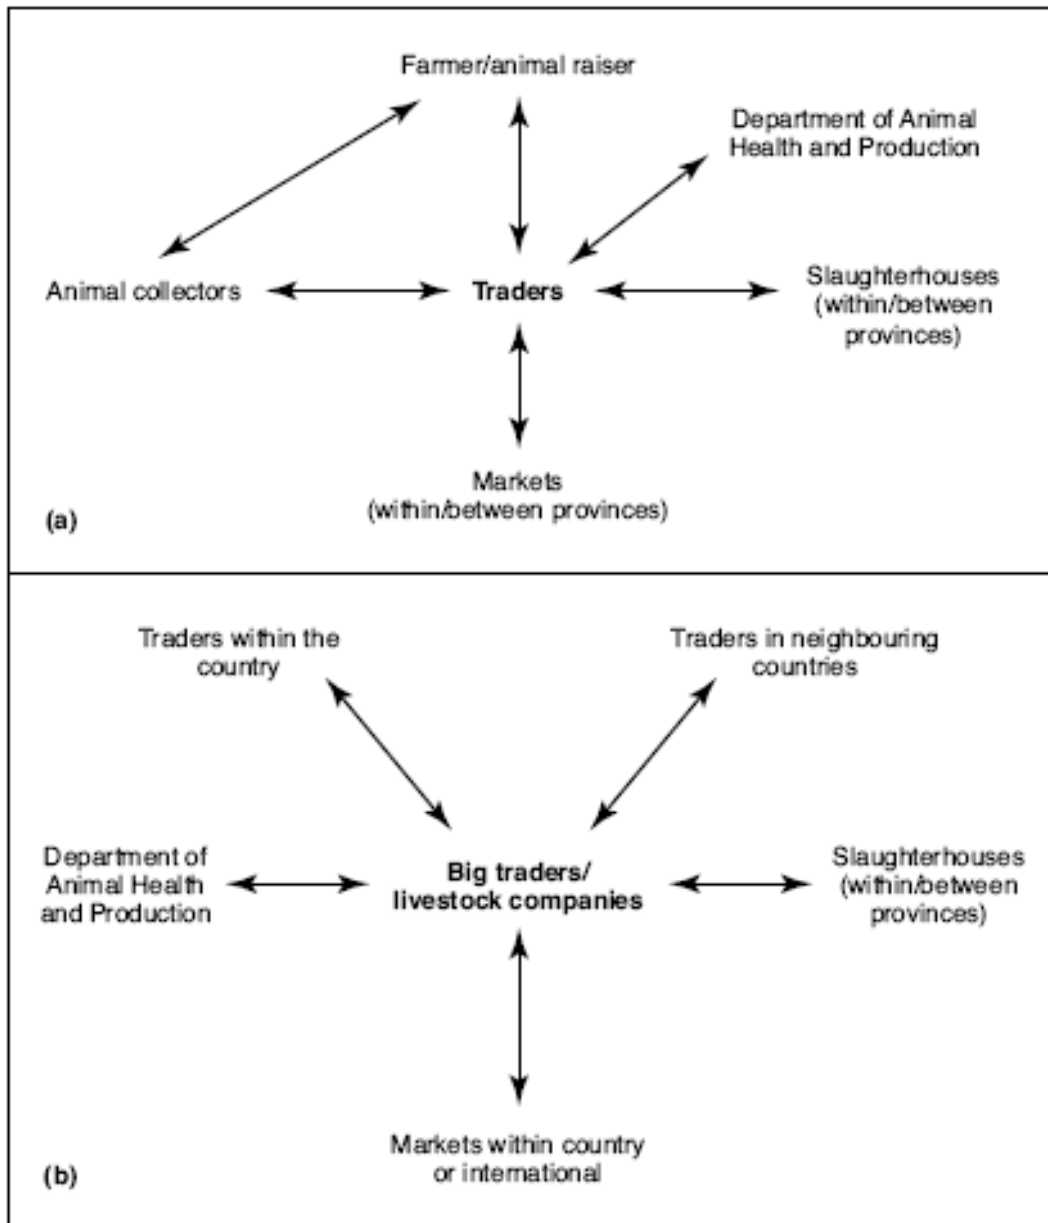 Farmer/animal raiser
Department of Animal
Health and Production
Animal collectors
Traders
Slaughterhouses
(within/between
provinces)
Markets
(within/between provinces)
(a)
Traders within the
country
Traders in neighbouring
countries
Department of
Animal Health
and Production
Big traders/
livestock companies
Slaughterhouses
(within/between
provinces)
Markets within country
or international
(b)